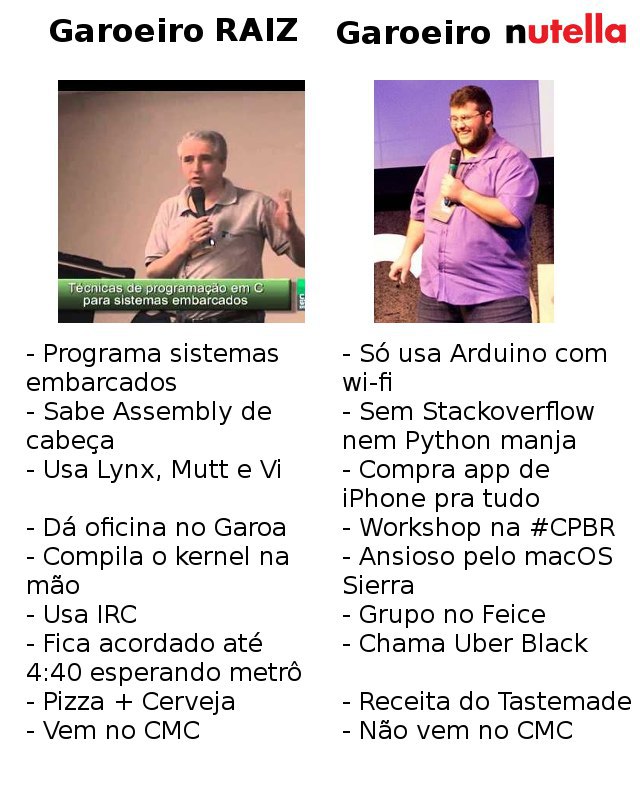 Garoeiro RAIZ
Garoeiro nutella
Técnicas de programação em C
para sistemas embarcados
- Programa sistemas
embarcados
- Sabe Assembly de
cabeça
- Usa Lynx, Mutt e Vi
- Dá oficina no Garoa
- Compila o kernel na
mão
- Usa IRC
- Fica acordado até
4:40 esperando metrô
- Pizza + Cerveja
- Vem no CMC
- Só usa Arduino com
wi-fi
- Sem Stackoverflow
nem Python manja
- Compra app de
iPhone pra tudo
- Workshop na #CPBR
- Ansioso pelo macOS
Sierra
- Grupo no Feice
- Chama Uber Black
- Receita do Tastemade
- Não vem no CMC